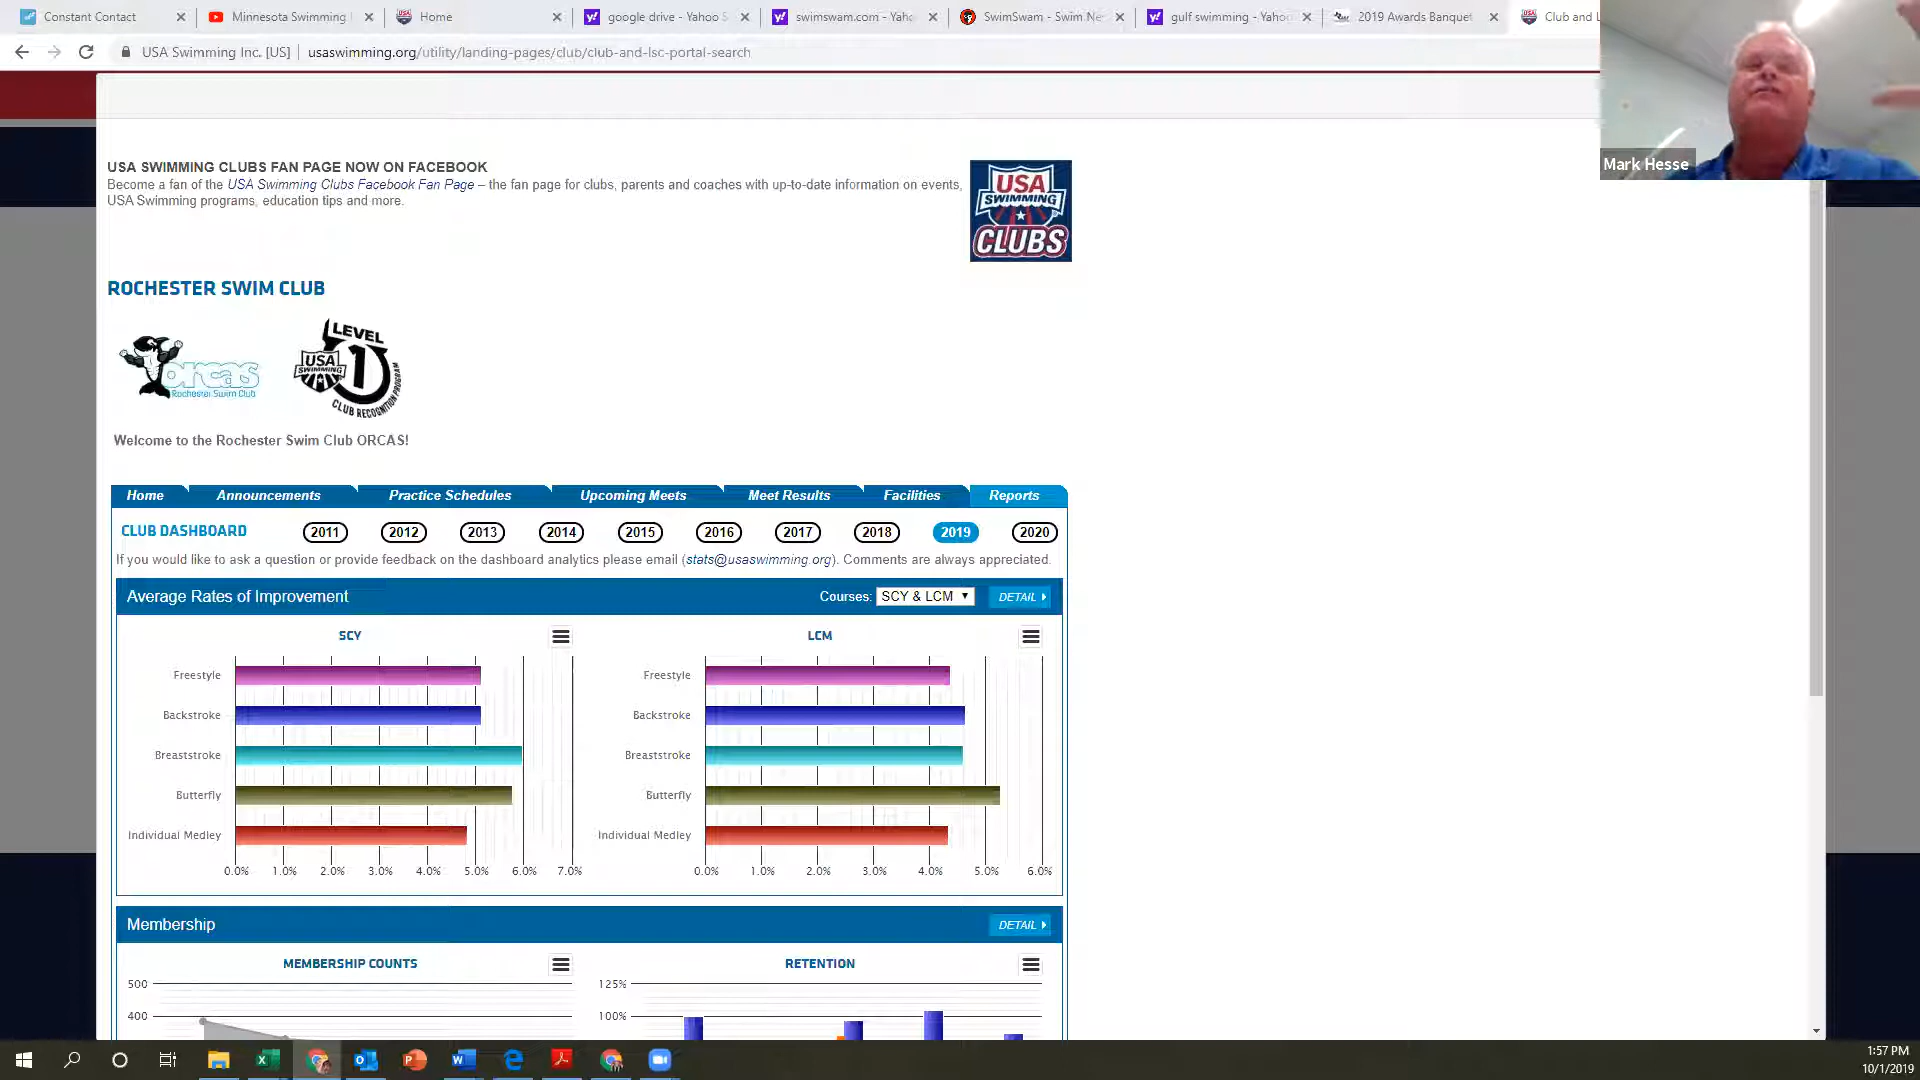 Constant Contact
Minnesota Swimming
Home
google drive - Yahoo S
swimswam.com - Yaho
SwimSwam - Swim Ne
gulf swimming - Yahoo
2019 Awards Banquet
Club and L
USA Swimming Inc. [US] | usaswimming.org/utility/landing-pages/club/club-and-lsc-portal-search
Mark Hesse
USA SWIMMING CLUBS FAN PAGE NOW ON FACEBOOK
Become a fan of the USA Swimming Clubs Facebook Fan Page – the fan page for clubs, parents and coaches with up-to-date information on events,
USA Swimming programs, education tips and more.
USA
SWIMMING
CLUBS
ROCHESTER SWIM CLUB
orcas
Rochester Swim Club
LEVEL
1
USA
SWIMMING
CLUB RECOGNITION PROGRAM
Welcome to the Rochester Swim Club ORCAS!
Home Announcements Practice Schedules Upcoming Meets Meet Results Facilities Reports
CLUB DASHBOARD 2011 2012 2013 2014 2015 2016 2017 2018 2019 2020
If you would like to ask a question or provide feedback on the dashboard analytics please email (stats@usaswimming.org). Comments are always appreciated.
Average Rates of Improvement Courses: SCY & LCM DETAIL
SCY
Freestyle
Backstroke
Breaststroke
Butterfly
Individual Medley
0.0% 1.0% 2.0% 3.0% 4.0% 5.0% 6.0% 7.0%
LCM
Freestyle
Backstroke
Breaststroke
Butterfly
Individual Medley
0.0% 1.0% 2.0% 3.0% 4.0% 5.0% 6.0%
Membership DETAIL
MEMBERSHIP COUNTS
500
400
RETENTION
125%
100%
1:57 PM
10/1/2019